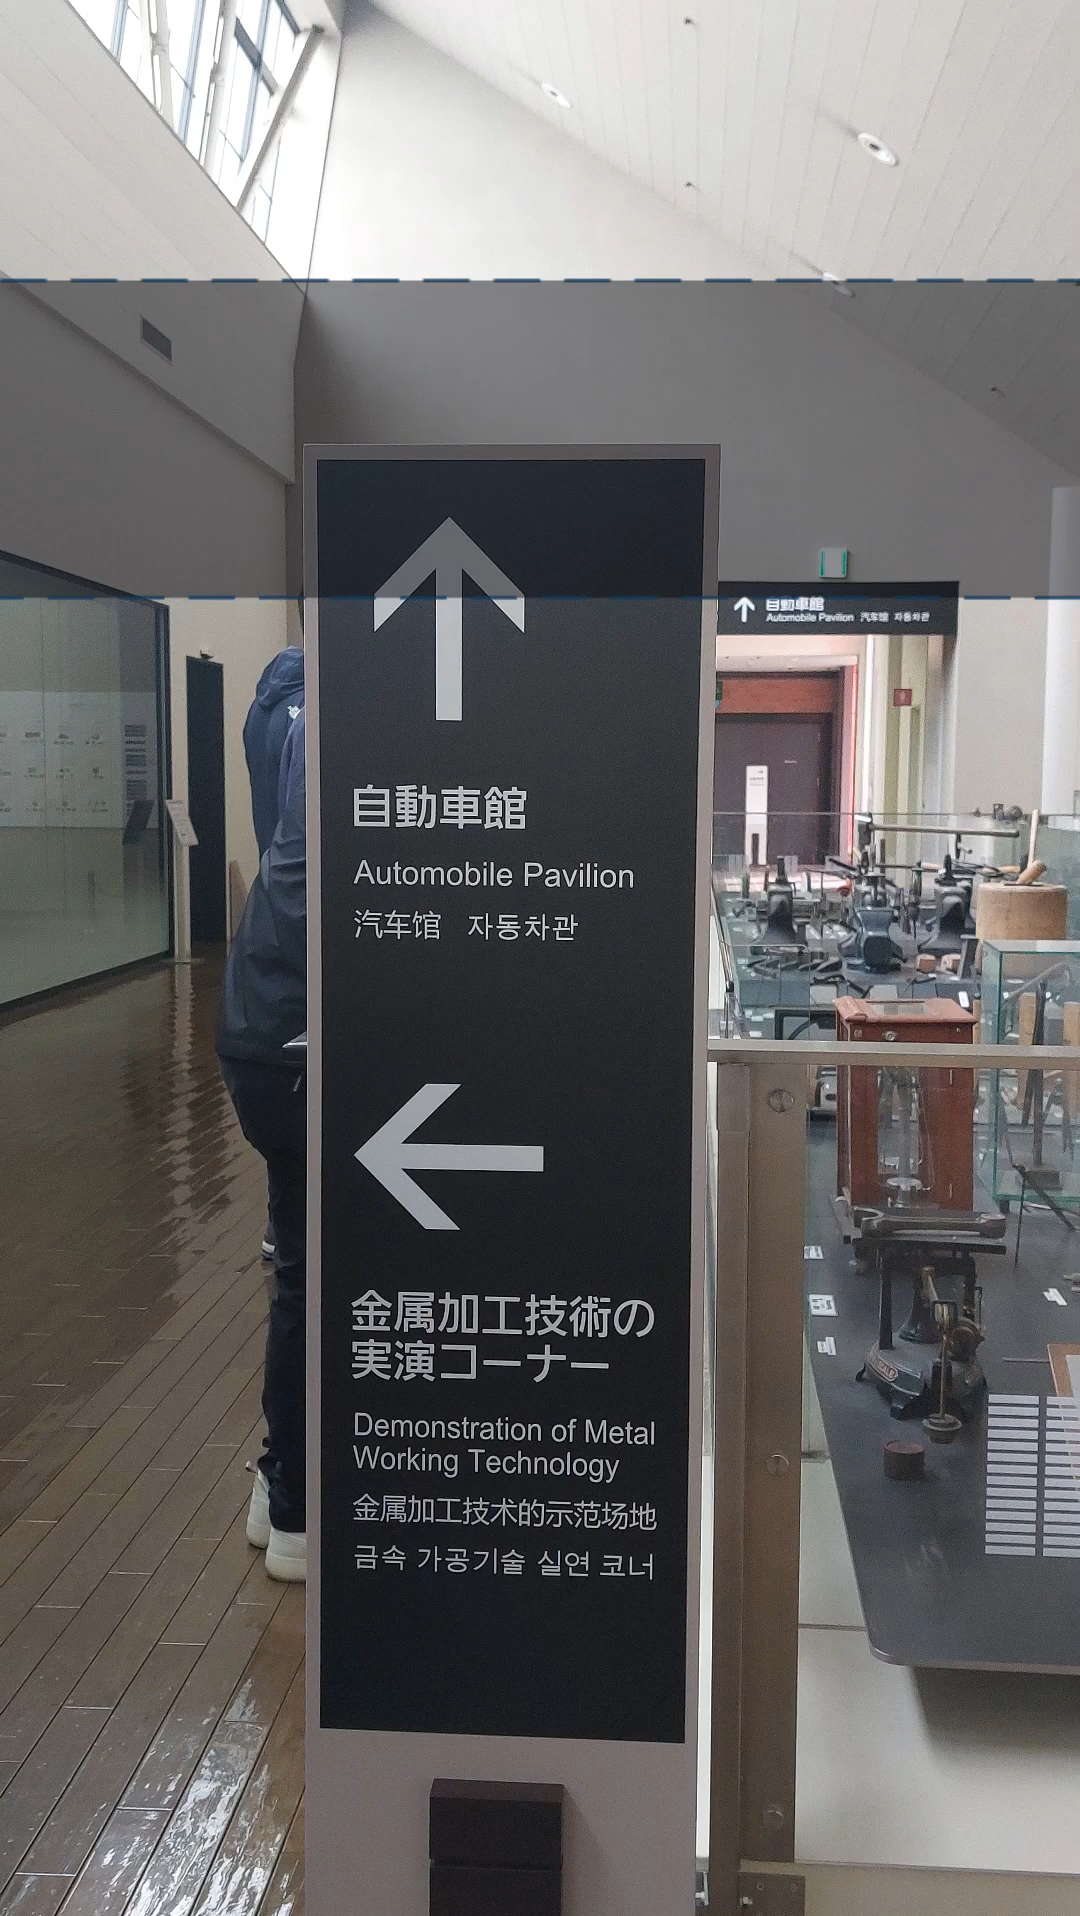 自動車館
Automobile Pavilion
汽车馆 자동차관
金属加工技術の
実演コーナー
Demonstration of Metal
Working Technology
金属加工技术的示范场地
금속 가공기술 실연 코너
自動車館
Automobile Pavilion 汽车馆 자동차관